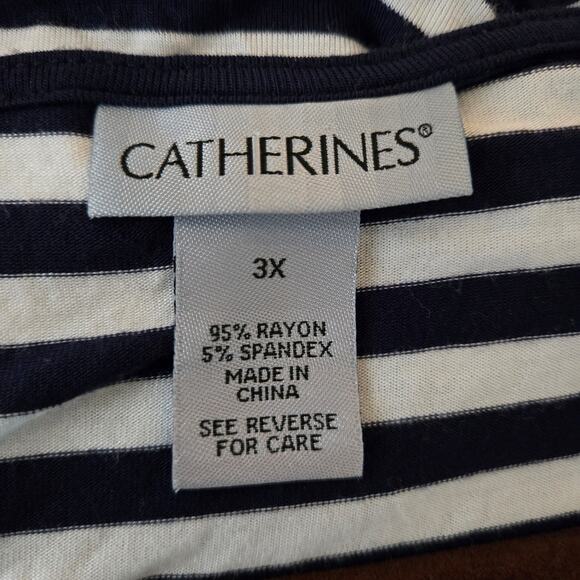 CATHERINES®
3X
95% RAYON
5% SPANDEX
MADE IN
CHINA
SEE REVERSE
FOR CARE